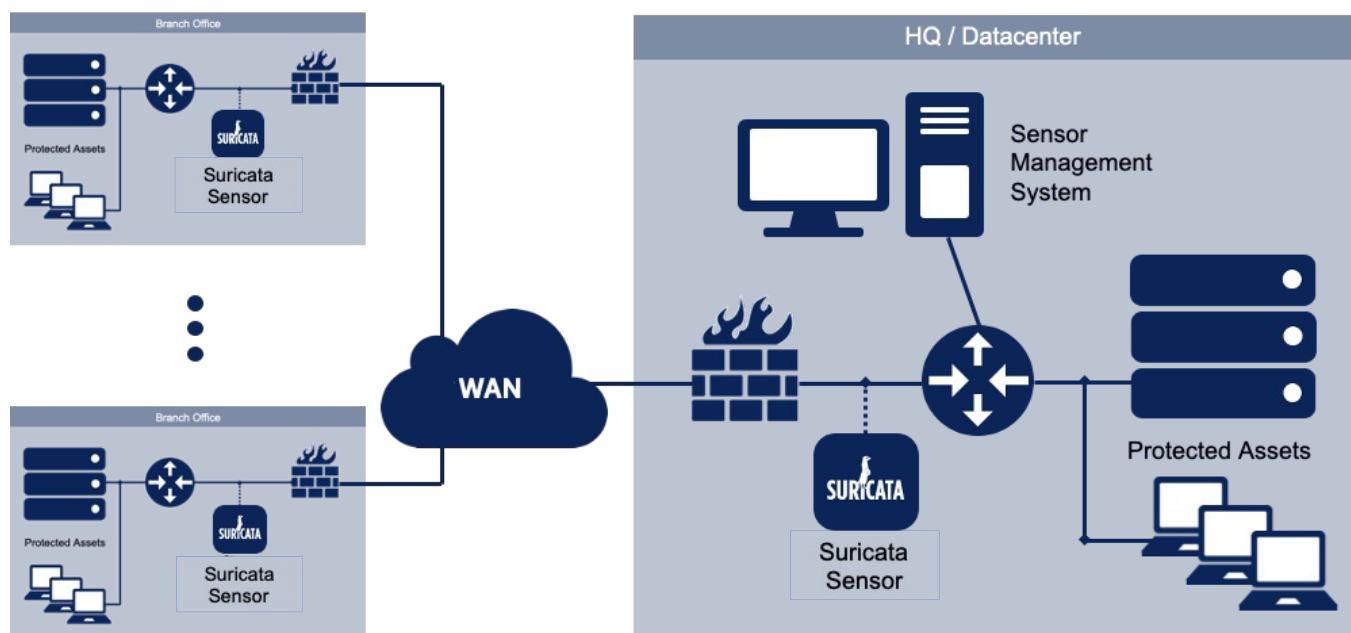 Branch Office
SURICATA
Protected Assets
Suricata
Sensor
Branch Office
SURICATA
Protected Assets
Suricata
Sensor
WAN
HQ / Datacenter
Sensor
Management
System
Protected Assets
SURICATA
Suricata
Sensor